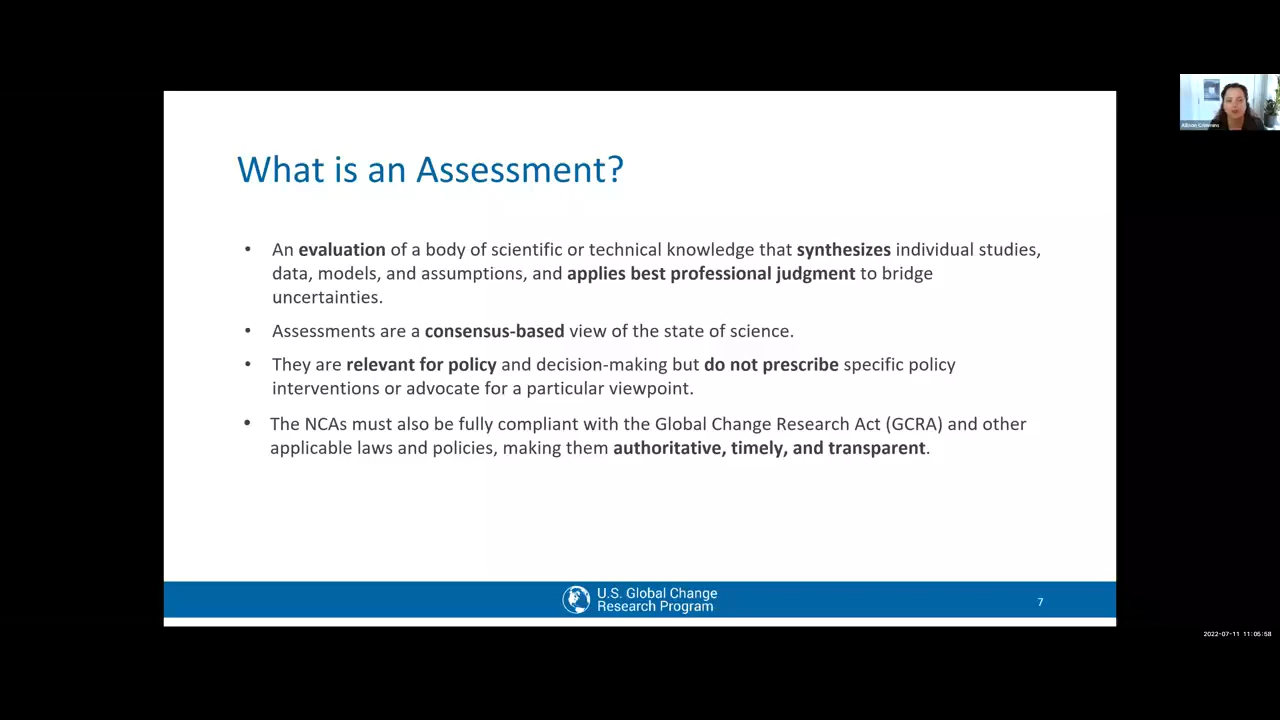 What is an Assessment?
• An evaluation of a body of scientific or technical knowledge that synthesizes individual studies,
data, models, and assumptions, and applies best professional judgment to bridge
uncertainties.
• Assessments are a consensus-based view of the state of science.
• They are relevant for policy and decision-making but do not prescribe specific policy
interventions or advocate for a particular viewpoint.
• The NCAs must also be fully compliant with the Global Change Research Act (GCRA) and other
applicable laws and policies, making them authoritative, timely, and transparent.
U.S. Global Change
Research Program
7
Allison Crimmins
2022-07-11 11:05:58